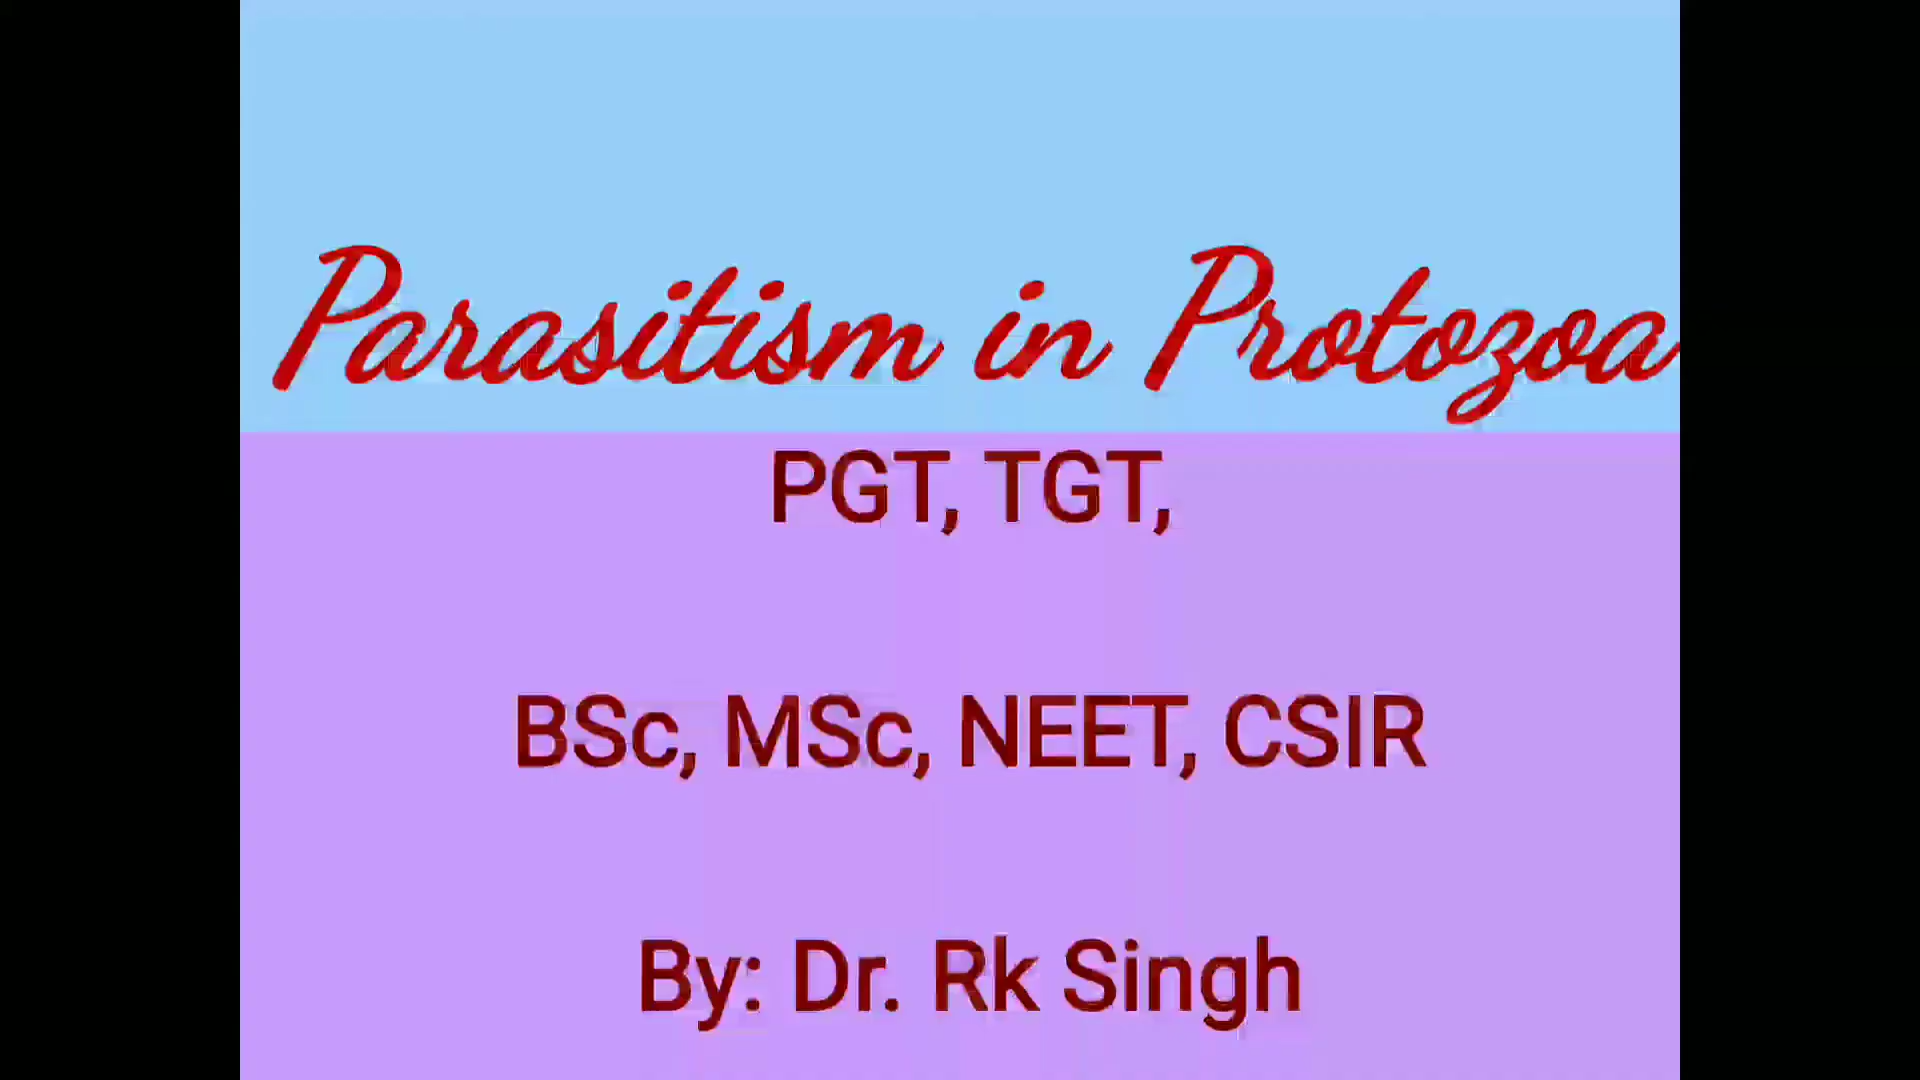 Parasitism in Protozoa
PGT, TGT,
BSc, MSc, NEET, CSIR
By: Dr. Rk Singh